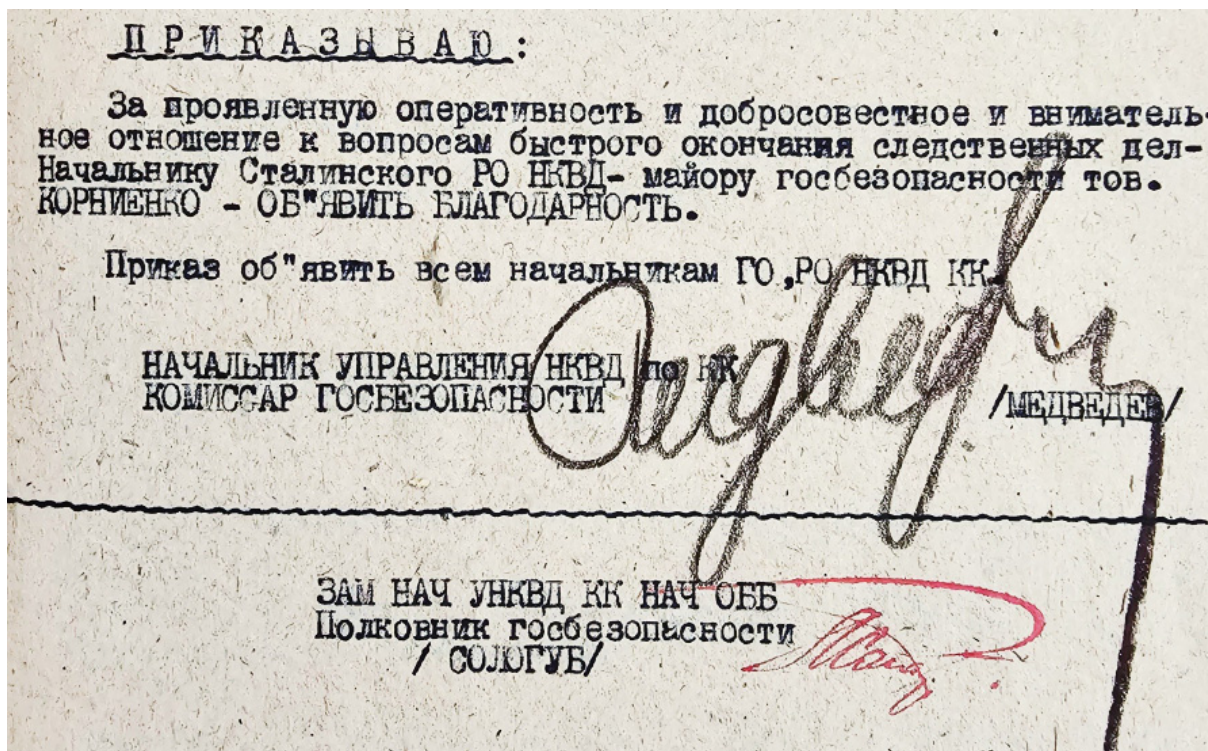 П Р И К А З Ы В А Ю :
За проявленную оперативность и добросовестное и вниматель-
ное отношение к вопросам быстрого окончания следственных дел-
Начальнику Сталинского РО НКВД- майору госбезопасности тов.
КОРНИЕНКО - ОБ"ЯВИТЬ БЛАГОДАРНОСТЬ.
Приказ об"явить всем начальникам ГО ,РО НКВД КК.
НАЧАЛЬНИК УПРАВЛЕНИЯ НКВД по КК
КОМИССАР ГОСБЕЗОПАСНОСТИ /МЕДВЕДЕВ/
ЗАМ НАЧ УНКВД КК НАЧ ОББ
Полковник госбезопасности
/ СОЛОГУБ/